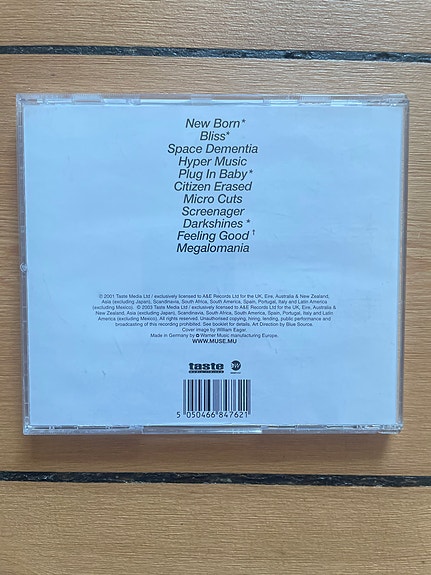 New Born*
Bliss*
Space Dementia
Hyper Music
Plug In Baby*
Citizen Erased
Micro Cuts
Screenager
Darkshines *
Feeling Good †
Megalomania
℗ 2001 Taste Media Ltd / exclusively licensed to A&E Records Ltd for the UK, Eire, Australia & New Zealand,
Asia (excluding Japan), Scandinavia, South Africa, South America, Spain, Portugal, Italy and Latin America
(excluding Mexico). © 2003 Taste Media Ltd / exclusively licensed to A&E Records Ltd for the UK, Eire, Australia &
New Zealand, Asia (excluding Japan), Scandinavia, South Africa, South America, Spain, Portugal, Italy and Latin
America (excluding Mexico). All rights reserved. Unauthorised copying, hiring, lending, public performance and
broadcasting of this recording prohibited. See booklet for details. Art Direction by Blue Source.
Cover image by William Eagar.
Made in Germany by Warner Music manufacturing Europe.
WWW.MUSE.MU
taste
5 050466 847621